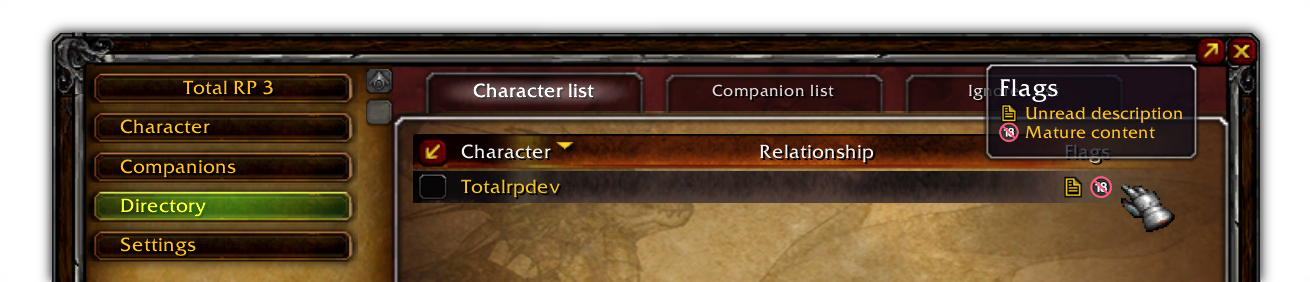 Total RP 3
Character
Companions
Directory
Settings
Character list
Companion list
Flags
Unread description
Mature content
Character
Relationship
Flags
Totalrpdev